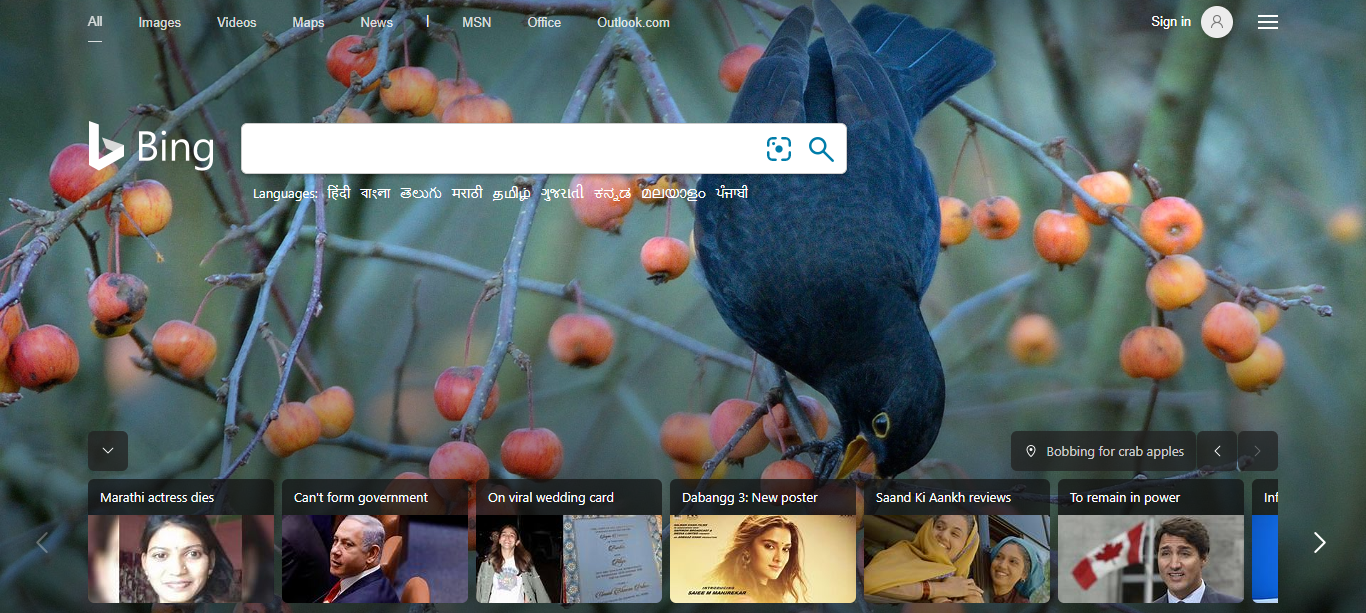 All Images Videos Maps News | MSN Office Outlook.com Sign in
Bing
Languages: हिंदी বাংলা తెలుగు मराठी தமிழ் ગુજરાતી ಕನ್ನಡ മലയാളം ਪੰਜਾਬੀ
Bobbing for crab apples
Marathi actress dies
Can't form government
On viral wedding card
Dabangg 3: New poster
Saand Ki Aankh reviews
To remain in power
INTRODUCING
SAIEE M MANJREKAR